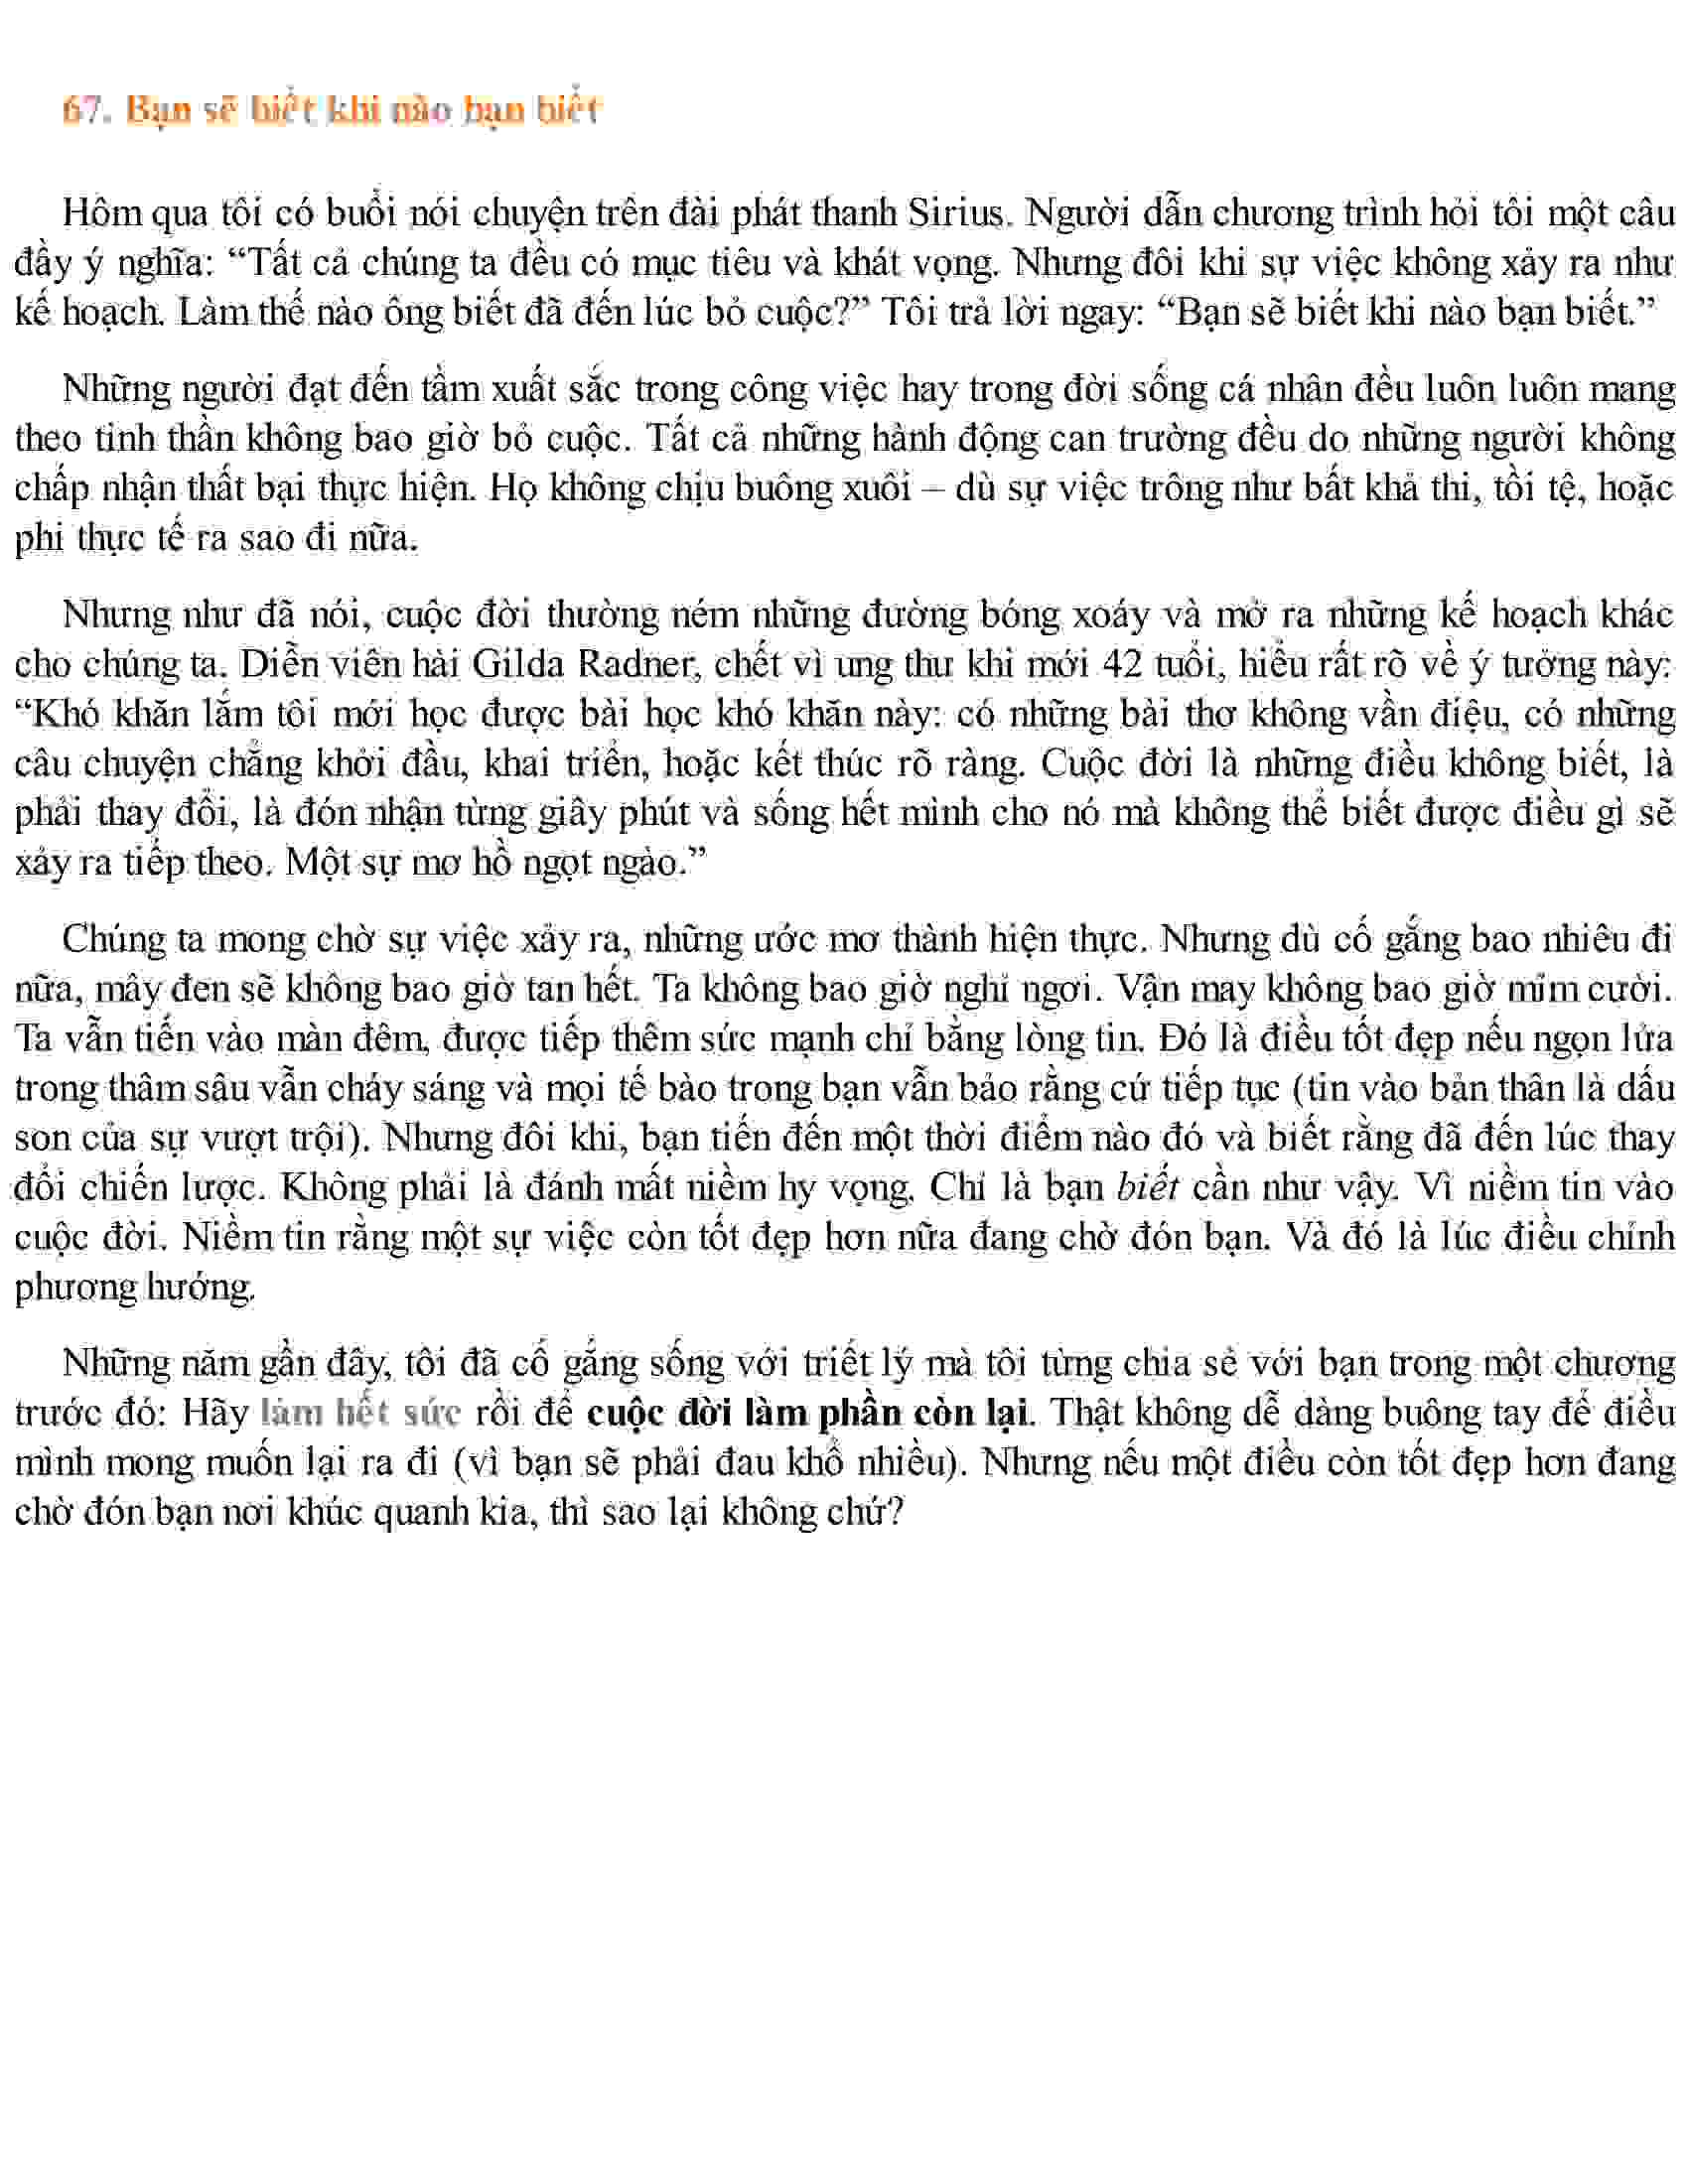 67. Bạn sẽ biết khi nào bạn biết
Hôm qua tôi có buổi nói chuyện trên đài phát thanh Sirius. Người dẫn chương trình hỏi tôi một câu
đầy ý nghĩa: “Tất cả chúng ta đều có mục tiêu và khát vọng. Nhưng đôi khi sự việc không xảy ra như
kế hoạch. Làm thế nào ông biết đã đến lúc bỏ cuộc?” Tôi trả lời ngay: “Bạn sẽ biết khi nào bạn biết.”
Những người đạt đến tầm xuất sắc trong công việc hay trong đời sống cá nhân đều luôn luôn mang
theo tinh thần không bao giờ bỏ cuộc. Tất cả những hành động can trường đều do những người không
chấp nhận thất bại thực hiện. Họ không chịu buông xuôi – dù sự việc trông như bất khả thi, tồi tệ, hoặc
phi thực tế ra sao đi nữa.
Nhưng như đã nói, cuộc đời thường ném những đường bóng xoáy và mở ra những kế hoạch khác
cho chúng ta. Diễn viên hài Gilda Radner, chết vì ung thư khi mới 42 tuổi, hiểu rất rõ về ý tưởng này:
“Khó khăn lắm tôi mới học được bài học khó khăn này: có những bài thơ không vần điệu, có những
câu chuyện chẳng khởi đầu, khai triển, hoặc kết thúc rõ ràng. Cuộc đời là những điều không biết, là
phải thay đổi, là đón nhận từng giây phút và sống hết mình cho nó mà không thể biết được điều gì sẽ
xảy ra tiếp theo. Một sự mơ hồ ngọt ngào.”
Chúng ta mong chờ sự việc xảy ra, những ước mơ thành hiện thực. Nhưng dù cố gắng bao nhiêu đi
nữa, mây đen sẽ không bao giờ tan hết. Ta không bao giờ nghỉ ngơi. Vận may không bao giờ mỉm cười.
Ta vẫn tiến vào màn đêm, được tiếp thêm sức mạnh chỉ bằng lòng tin. Đó là điều tốt đẹp nếu ngọn lửa
trong thâm sâu vẫn cháy sáng và mọi tế bào trong bạn vẫn bảo rằng cứ tiếp tục (tin vào bản thân là dấu
son của sự vượt trội). Nhưng đôi khi, bạn tiến đến một thời điểm nào đó và biết rằng đã đến lúc thay
đổi chiến lược. Không phải là đánh mất niềm hy vọng. Chỉ là bạn biết cần như vậy. Vì niềm tin vào
cuộc đời. Niềm tin rằng một sự việc còn tốt đẹp hơn nữa đang chờ đón bạn. Và đó là lúc điều chỉnh
phương hướng.
Những năm gần đây, tôi đã cố gắng sống với triết lý mà tôi từng chia sẻ với bạn trong một chương
trước đó: Hãy làm hết sức rồi để cuộc đời làm phần còn lại. Thật không dễ dàng buông tay để điều
mình mong muốn lại ra đi (vì bạn sẽ phải đau khổ nhiều). Nhưng nếu một điều còn tốt đẹp hơn đang
chờ đón bạn nơi khúc quanh kia, thì sao lại không chứ?